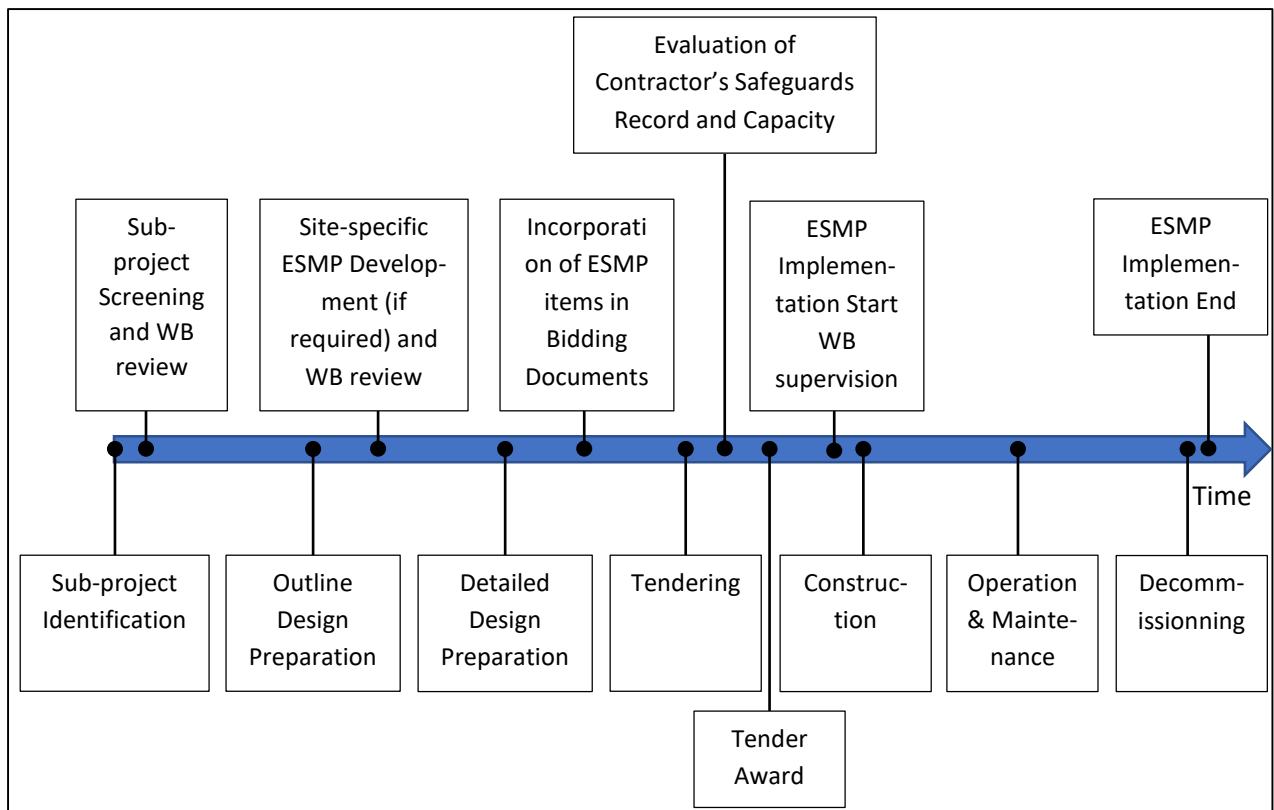 Evaluation of
Contractor’s Safeguards
Record and Capacity
Sub-
project
Screening
and WB
review
Site-specific
ESMP Develop-
ment (if
required) and
WB review
Incorporati
on of ESMP
items in
Bidding
Documents
ESMP
Implemen-
tation Start
WB
supervision
ESMP
Implemen-
tation End
Time
Sub-project
Identification
Outline
Design
Preparation
Detailed
Design
Preparation
Tendering
Construc-
tion
Operation
& Mainte-
nance
Decomm-
issionning
Tender
Award